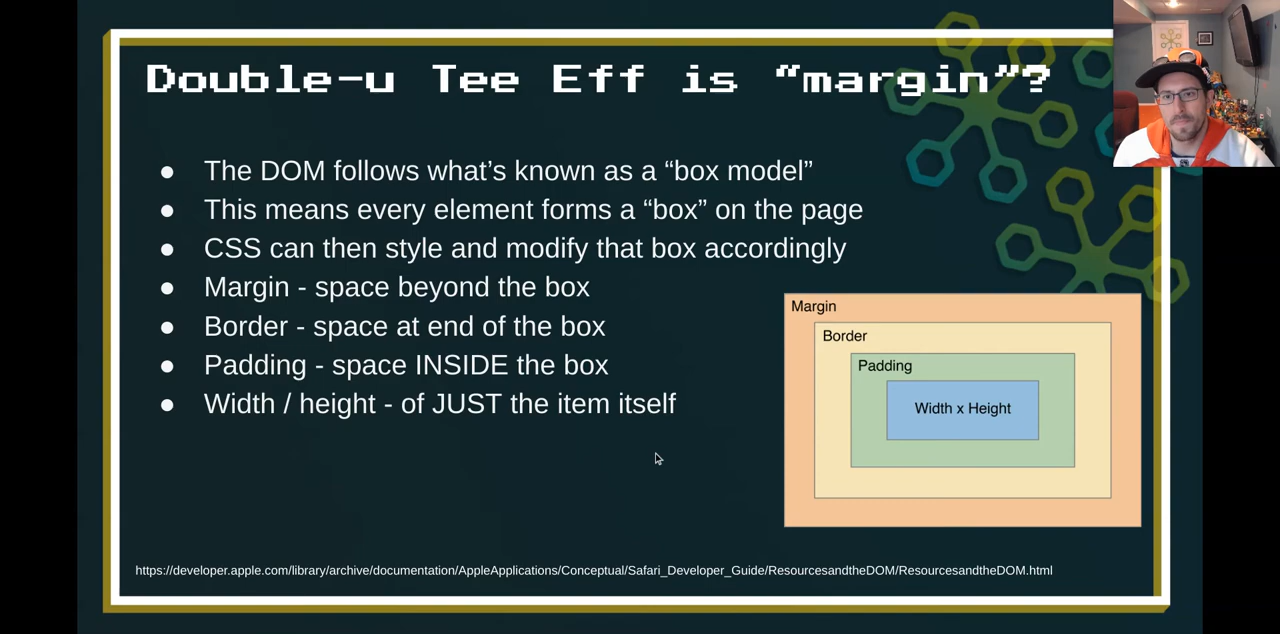 Double-u Tee Eff is “margin”?
● The DOM follows what’s known as a “box model”
● This means every element forms a “box” on the page
● CSS can then style and modify that box accordingly
● Margin - space beyond the box
● Border - space at end of the box
● Padding - space INSIDE the box
● Width / height - of JUST the item itself
Margin
Border
Padding
Width x Height
https://developer.apple.com/library/archive/documentation/AppleApplications/Conceptual/Safari_Developer_Guide/ResourcesandtheDOM/ResourcesandtheDOM.html